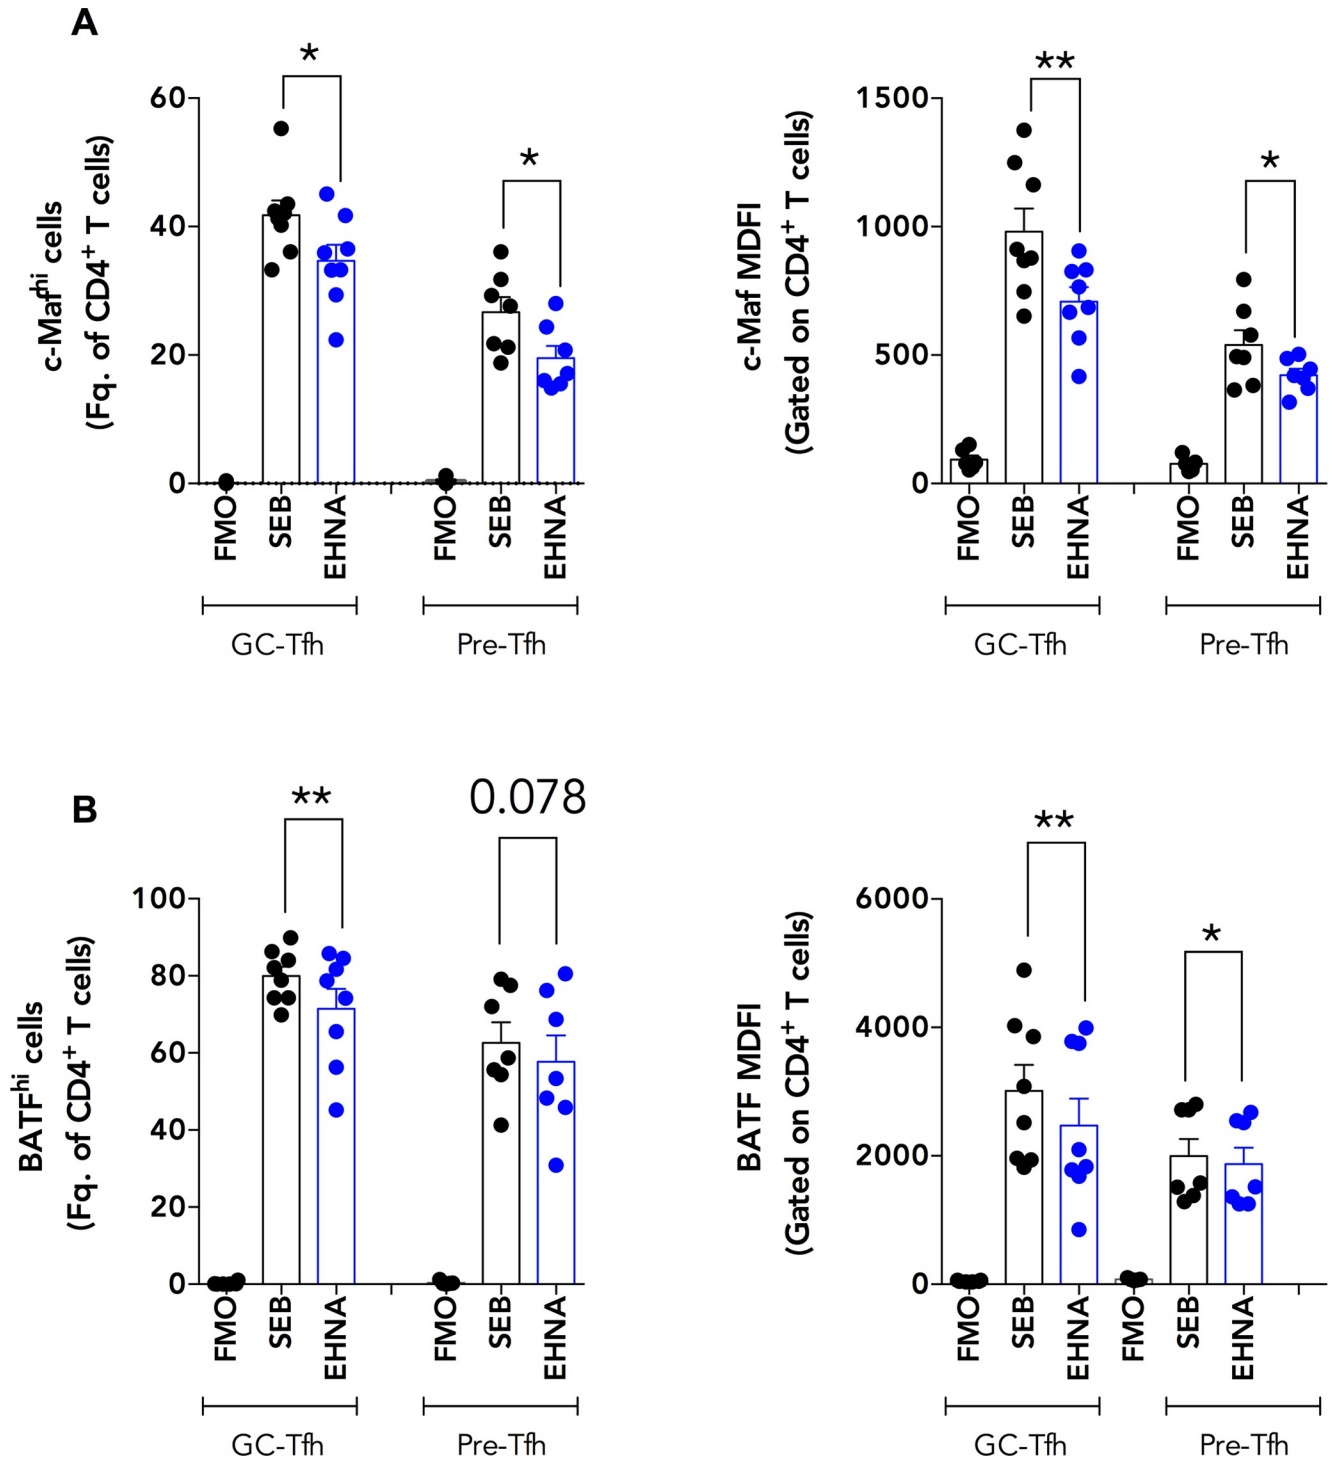 A
c-Mafhi cells
(Fq. of CD4+ T cells)
60
40
20
0
*
*
FMO
SEB
EHNA
FMO
SEB
EHNA
GC-Tfh
Pre-Tfh
c-Maf MDFI
(Gated on CD4+ T cells)
1500
1000
500
0
**
*
FMO
SEB
EHNA
FMO
SEB
EHNA
GC-Tfh
Pre-Tfh
B
BATFhi cells
(Fq. of CD4+ T cells)
100
80
60
40
20
0
**
0.078
FMO
SEB
EHNA
FMO
SEB
EHNA
GC-Tfh
Pre-Tfh
BATF MDFI
(Gated on CD4+ T cells)
6000
4000
2000
0
**
*
FMO
SEB
EHNA
FMO
SEB
EHNA
GC-Tfh
Pre-Tfh